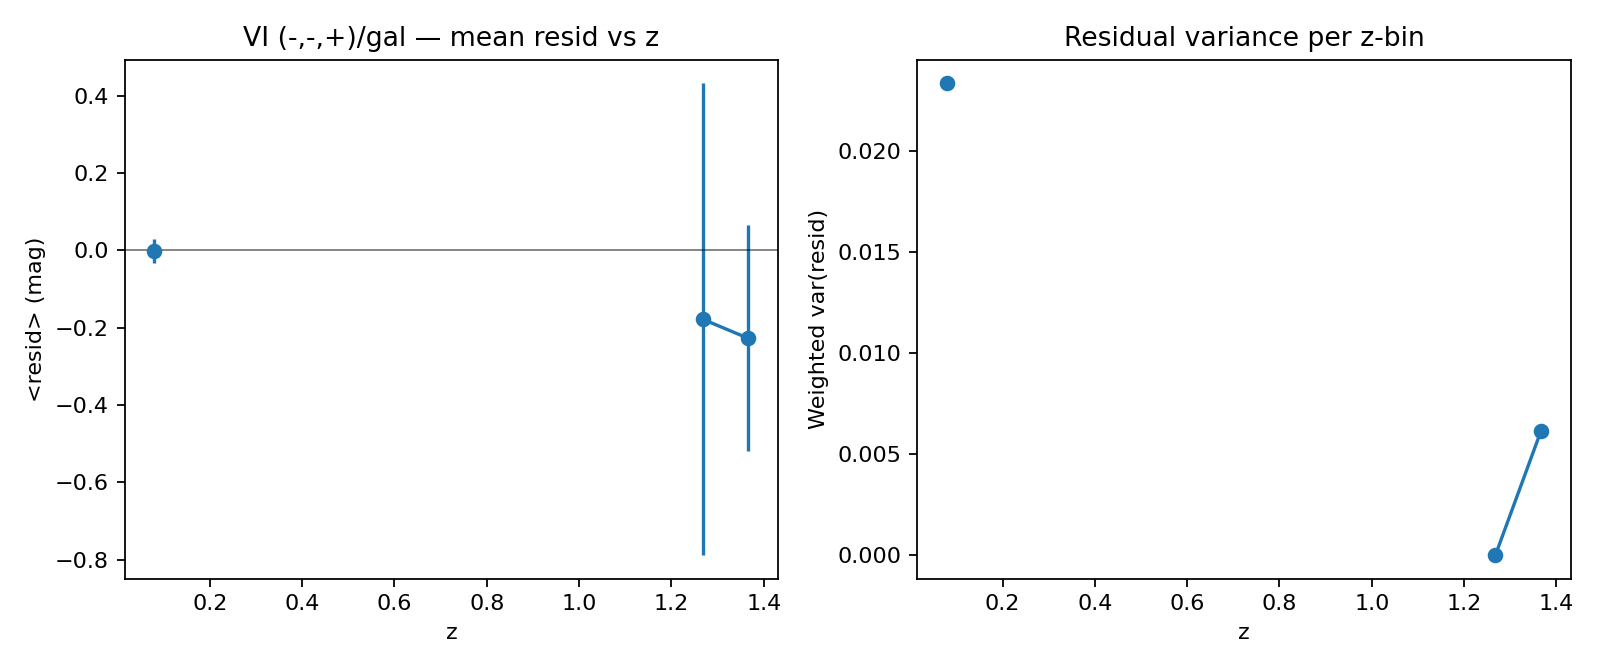 VI (-,-,+)/gal — mean resid vs z
<resid> (mag)
0.4
0.2
0.0
−0.2
−0.4
−0.6
−0.8
0.2 0.4 0.6 0.8 1.0 1.2 1.4
z
Residual variance per z-bin
Weighted var(resid)
0.020
0.015
0.010
0.005
0.000
0.2 0.4 0.6 0.8 1.0 1.2 1.4
z